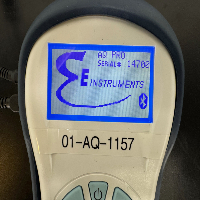 AQ PRO
SERIAL# 14702
E INSTRUMENTS
01-AQ-1157